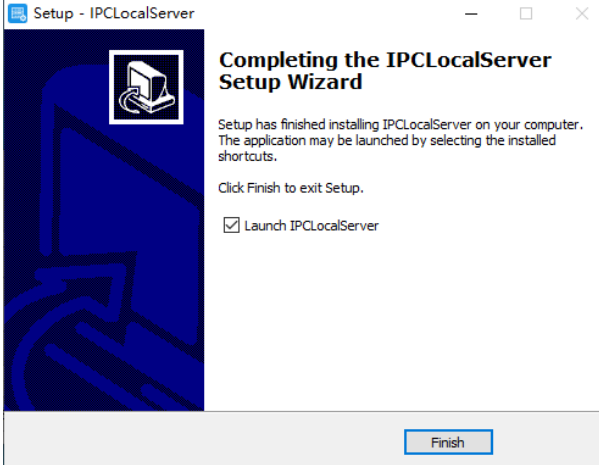 Setup - IPCLocalServer
Completing the IPCLocalServer
Setup Wizard
Setup has finished installing IPCLocalServer on your computer.
The application may be launched by selecting the installed
shortcuts.
Click Finish to exit Setup.
Launch IPCLocalServer
Finish